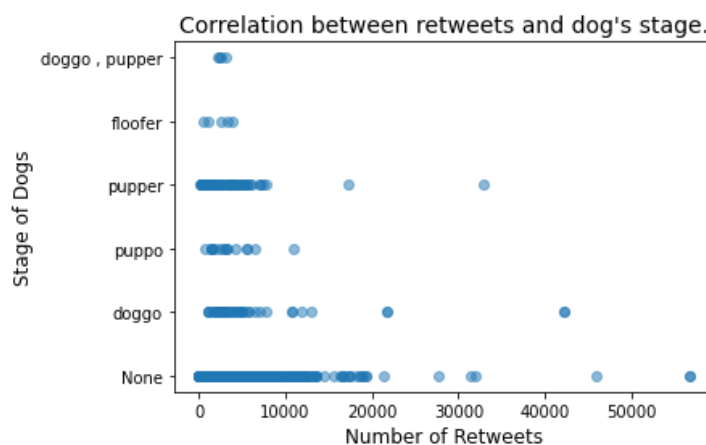 Correlation between retweets and dog's stage.
doggo , pupper
floofer
pupper
puppo
doggo
None
Stage of Dogs
0 10000 20000 30000 40000 50000
Number of Retweets